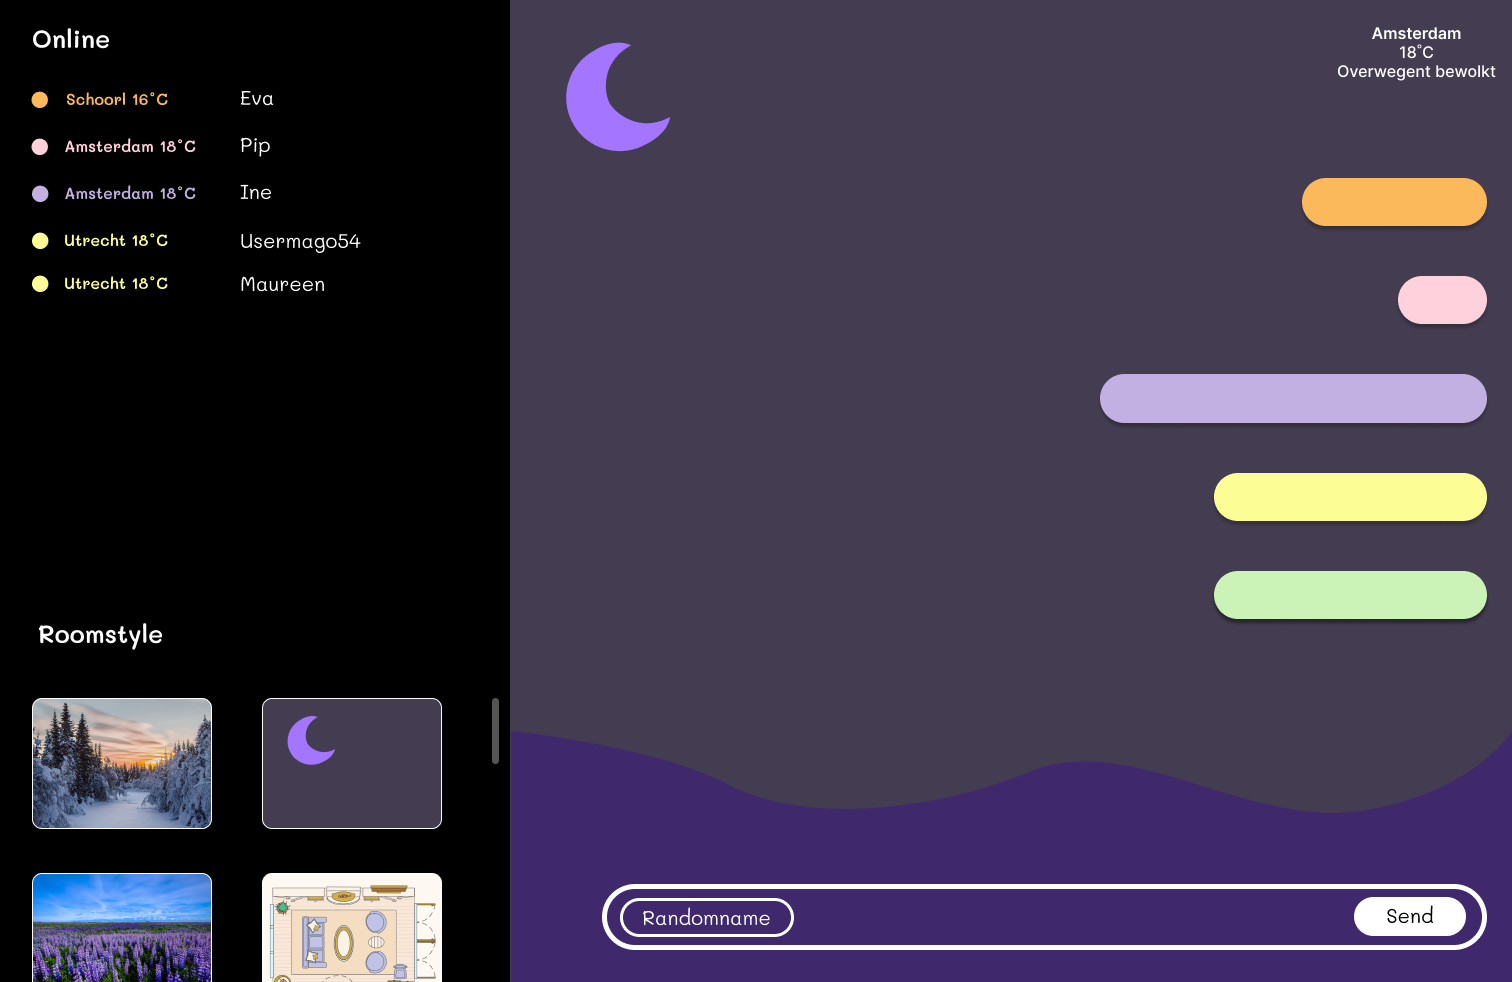 Online
Schoorl 16°C Eva
Amsterdam 18°C Pip
Amsterdam 18°C Ine
Utrecht 18°C Usermago54
Utrecht 18°C Maureen
Roomstyle
Amsterdam
18°C
Overwegent bewolkt
Randomname
Send